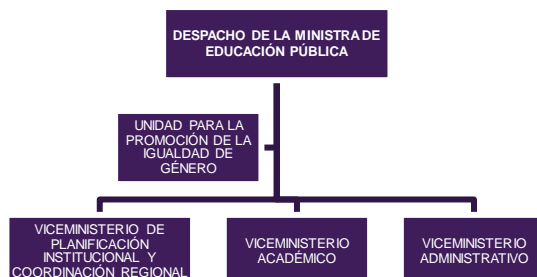 DESPACHO DE LA MINISTRA DE
EDUCACIÓN PÚBLICA
UNIDAD PARA LA
PROMOCIÓN DE LA
IGUALDAD DE
GÉNERO
VICEMINISTERIO DE
PLANIFICACIÓN
INSTITUCIONAL Y
COORDINACIÓN REGIONAL
VICEMINISTERIO
ACADÉMICO
VICEMINISTERIO
ADMINISTRATIVO